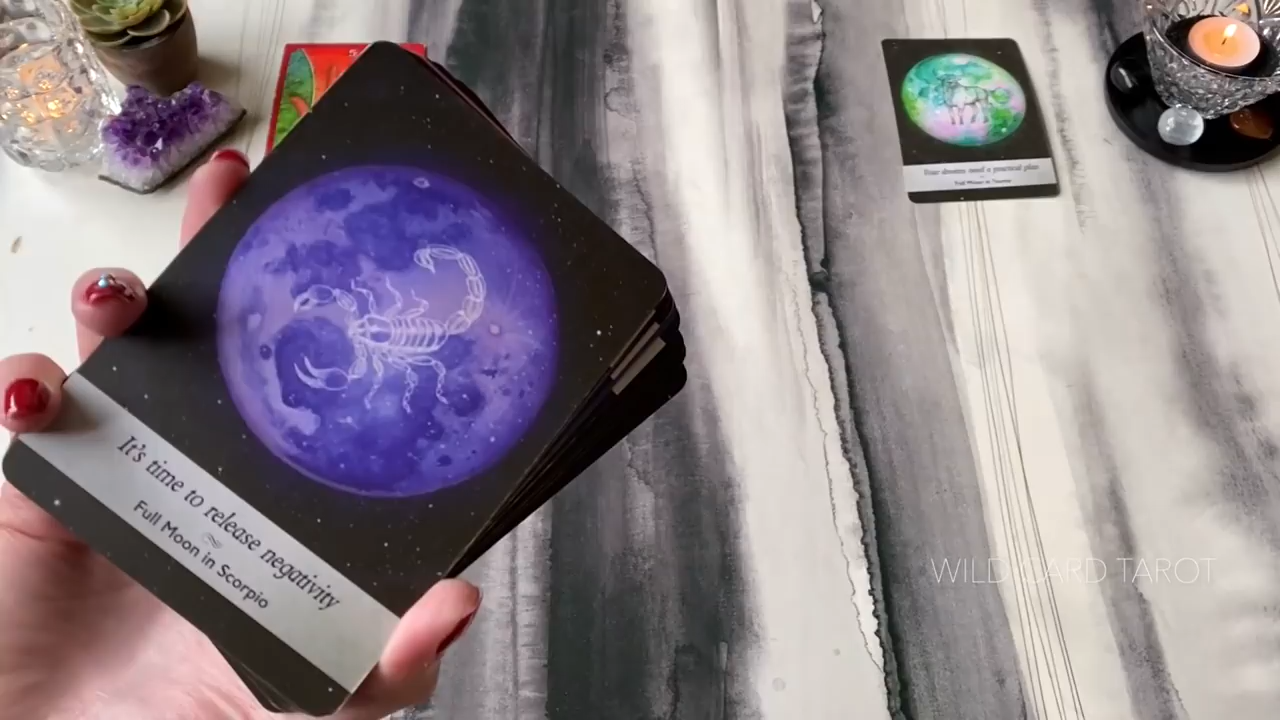 5
It's time to release negativity
Full Moon in Scorpio
Your dreams need a practical plan
Full Moon in Taurus
WILD CARD TAROT